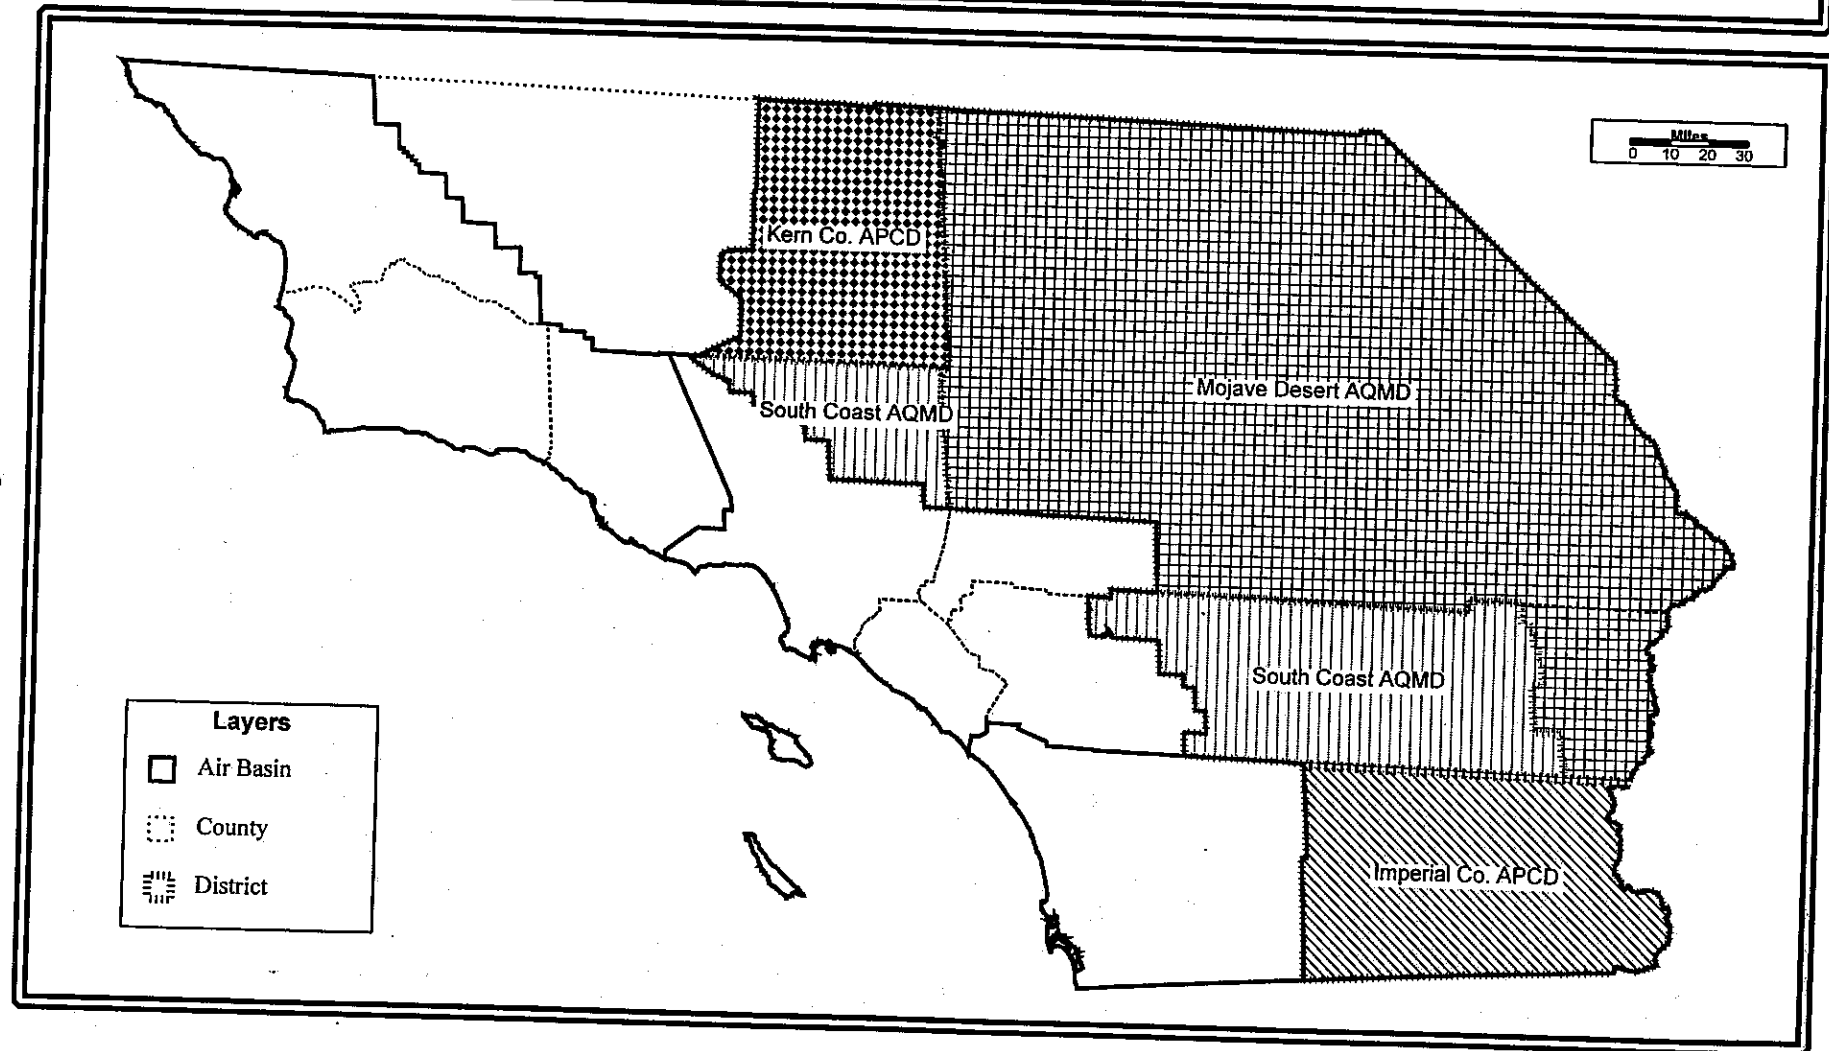 Miles
0 10 20 30
Kern Co. APCD
Mojave Desert AQMD
South Coast AQMD
South Coast AQMD
Imperial Co. APCD
Layers
Air Basin
County
District